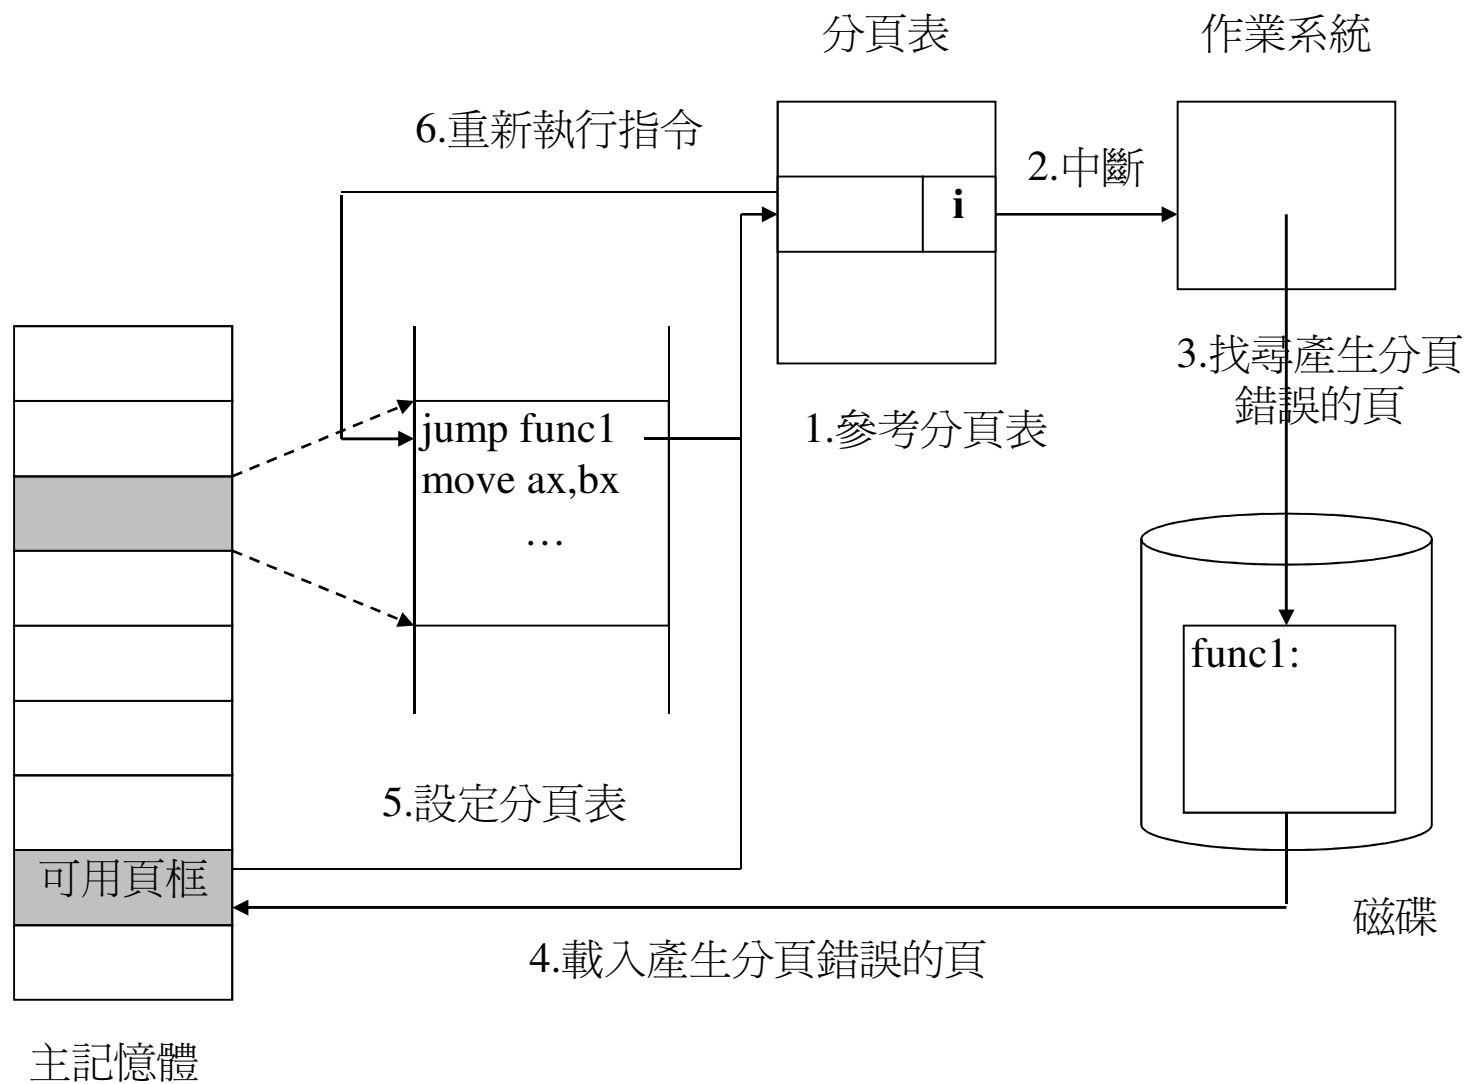 分頁表
作業系統
6.重新執行指令
2.中斷
i
3.找尋產生分頁
錯誤的頁
1.參考分頁表
jump func1
move ax,bx
…
func1:
5.設定分頁表
可用頁框
磁碟
4.載入產生分頁錯誤的頁
主記憶體